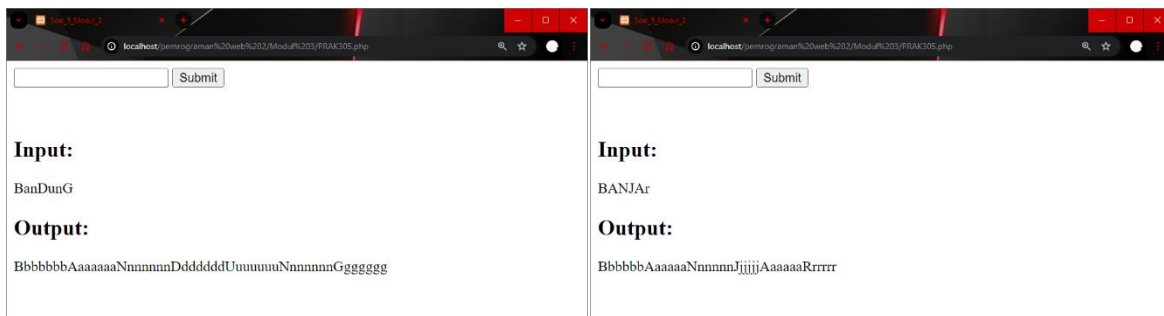 Soal_5_Modul_3
localhost/pemrograman%20web%202/Modul%203/PRAK305.php
Submit
Input:
BanDunG
Output:
BbbbbbbAaaaaaaNnnnnnnDddddddUuuuuuuNnnnnnnGgggggg
Soal_5_Modul_3
localhost/pemrograman%20web%202/Modul%203/PRAK305.php
Submit
Input:
BANJAr
Output:
BbbbbbAaaaaaNnnnnnJjjjjjAaaaaaRrrrrr